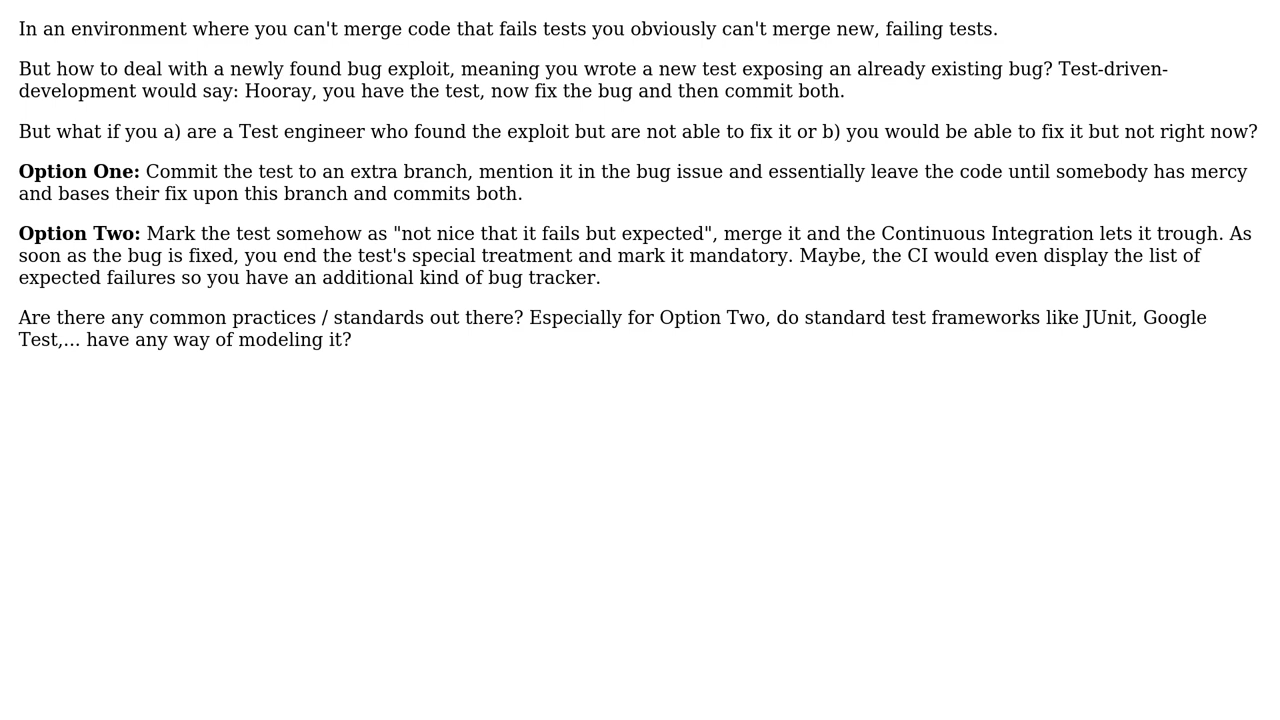 In an environment where you can't merge code that fails tests you obviously can't merge new, failing tests.
But how to deal with a newly found bug exploit, meaning you wrote a new test exposing an already existing bug? Test-driven-
development would say: Hooray, you have the test, now fix the bug and then commit both.
But what if you a) are a Test engineer who found the exploit but are not able to fix it or b) you would be able to fix it but not right now?
Option One: Commit the test to an extra branch, mention it in the bug issue and essentially leave the code until somebody has mercy
and bases their fix upon this branch and commits both.
Option Two: Mark the test somehow as "not nice that it fails but expected", merge it and the Continuous Integration lets it trough. As
soon as the bug is fixed, you end the test's special treatment and mark it mandatory. Maybe, the CI would even display the list of
expected failures so you have an additional kind of bug tracker.
Are there any common practices / standards out there? Especially for Option Two, do standard test frameworks like JUnit, Google
Test,... have any way of modeling it?